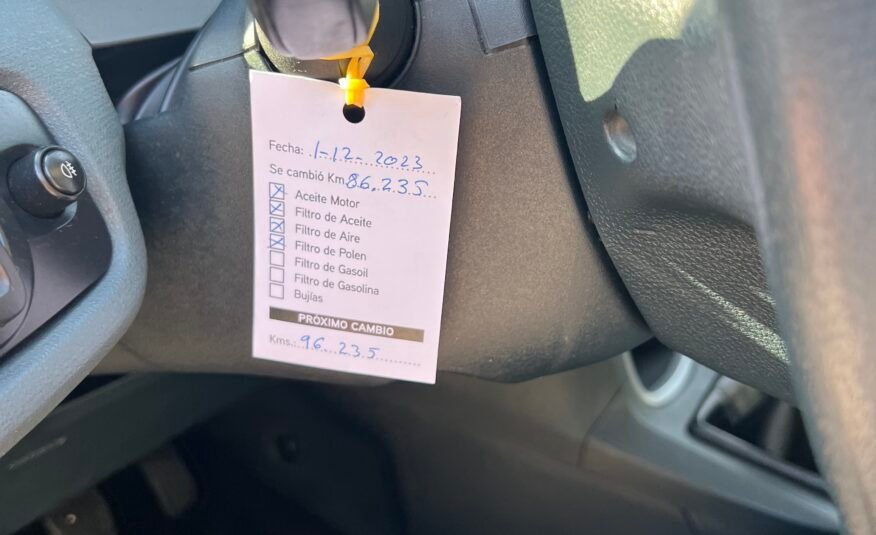 Fecha: 1-12-2023
Se cambió Km 86.235
Aceite Motor
Filtro de Aceite
Filtro de Aire
Filtro de Polen
Filtro de Gasoil
Filtro de Gasolina
Bujías
PRÓXIMO CAMBIO
Kms.: 96.235